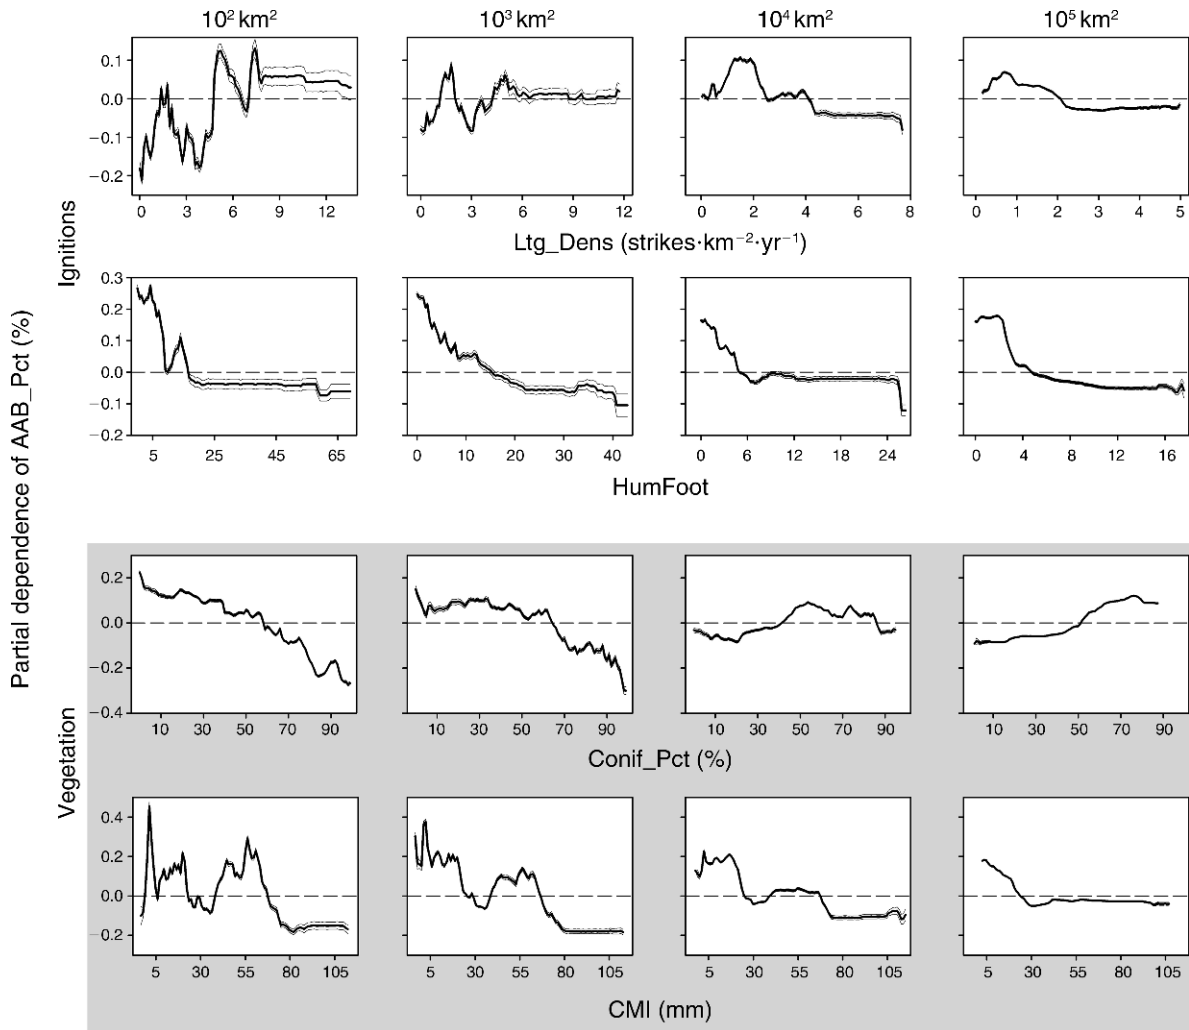 10² km² 10³ km² 10⁴ km² 10⁵ km²
Partial dependence of AAB_Pct (%)
Ignitions
0.1
0.0
−0.1
−0.2
0 3 6 9 12
0 3 6 9 12
0 2 4 6 8
0 1 2 3 4 5
Ltg_Dens (strikes·km⁻²·yr⁻¹)
0.3
0.2
0.1
0.0
−0.1
−0.2
5 25 45 65
0 10 20 30 40
0 6 12 18 24
0 4 8 12 16
HumFoot
Vegetation
0.2
0.0
−0.2
−0.4
10 30 50 70 90
10 30 50 70 90
10 30 50 70 90
10 30 50 70 90
Conif_Pct (%)
0.4
0.2
0.0
−0.2
5 30 55 80 105
5 30 55 80 105
5 30 55 80 105
5 30 55 80 105
CMI (mm)